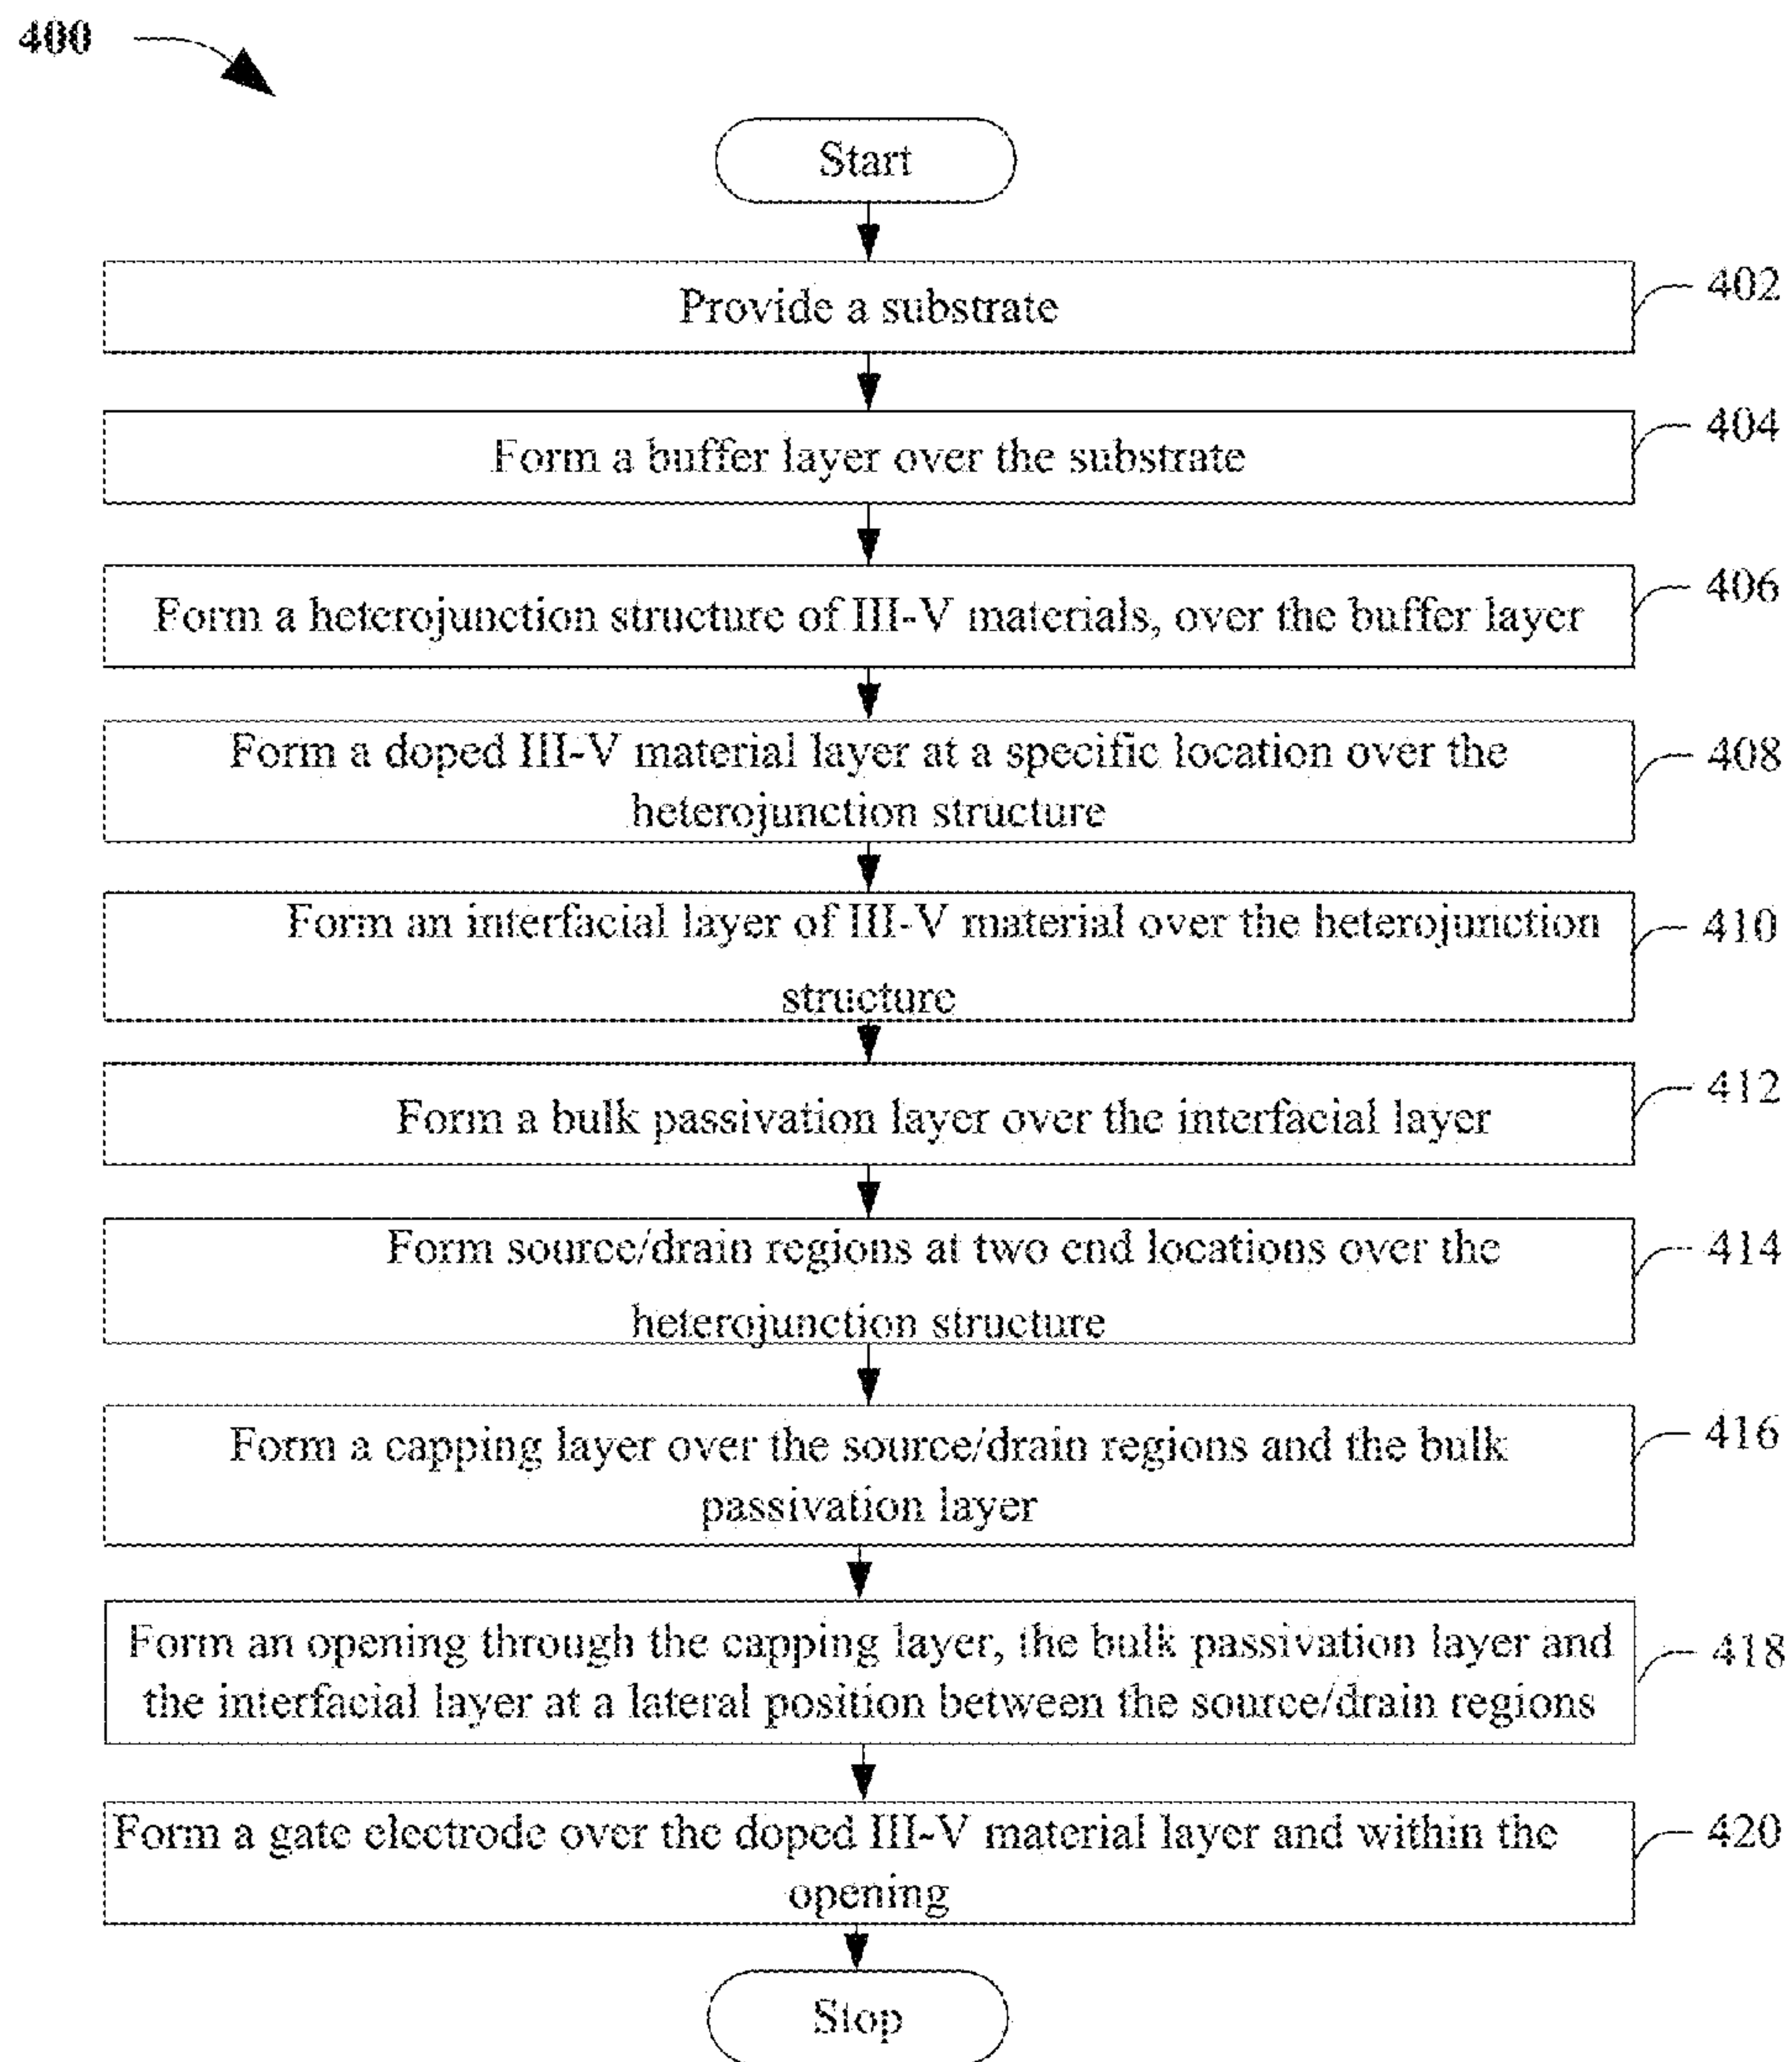 400
Start
Provide a substrate
402
Form a buffer layer over the substrate
404
Form a heterojunction structure of III-V materials, over the buffer layer
406
Form a doped III-V material layer at a specific location over the
heterojunction structure
408
Form an interfacial layer of III-V material over the heterojunction
structure
410
Form a bulk passivation layer over the interfacial layer
412
Form source/drain regions at two end locations over the
heterojunction structure
414
Form a capping layer over the source/drain regions and the bulk
passivation layer
416
Form an opening through the capping layer, the bulk passivation layer and
the interfacial layer at a lateral position between the source/drain regions
418
Form a gate electrode over the doped III-V material layer and within the
opening
420
Stop